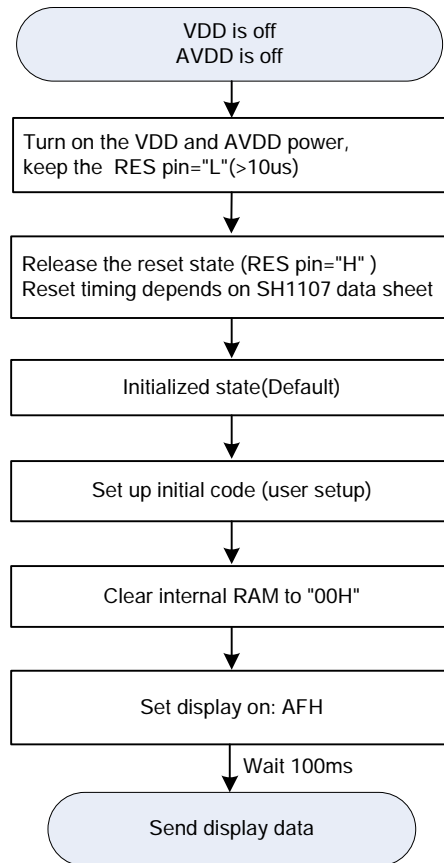 VDD is off
AVDD is off
Turn on the VDD and AVDD power,
keep the RES pin="L"(>10us)
Release the reset state (RES pin="H" )
Reset timing depends on SH1107 data sheet
Initialized state(Default)
Set up initial code (user setup)
Clear internal RAM to "00H"
Set display on: AFH
Wait 100ms
Send display data